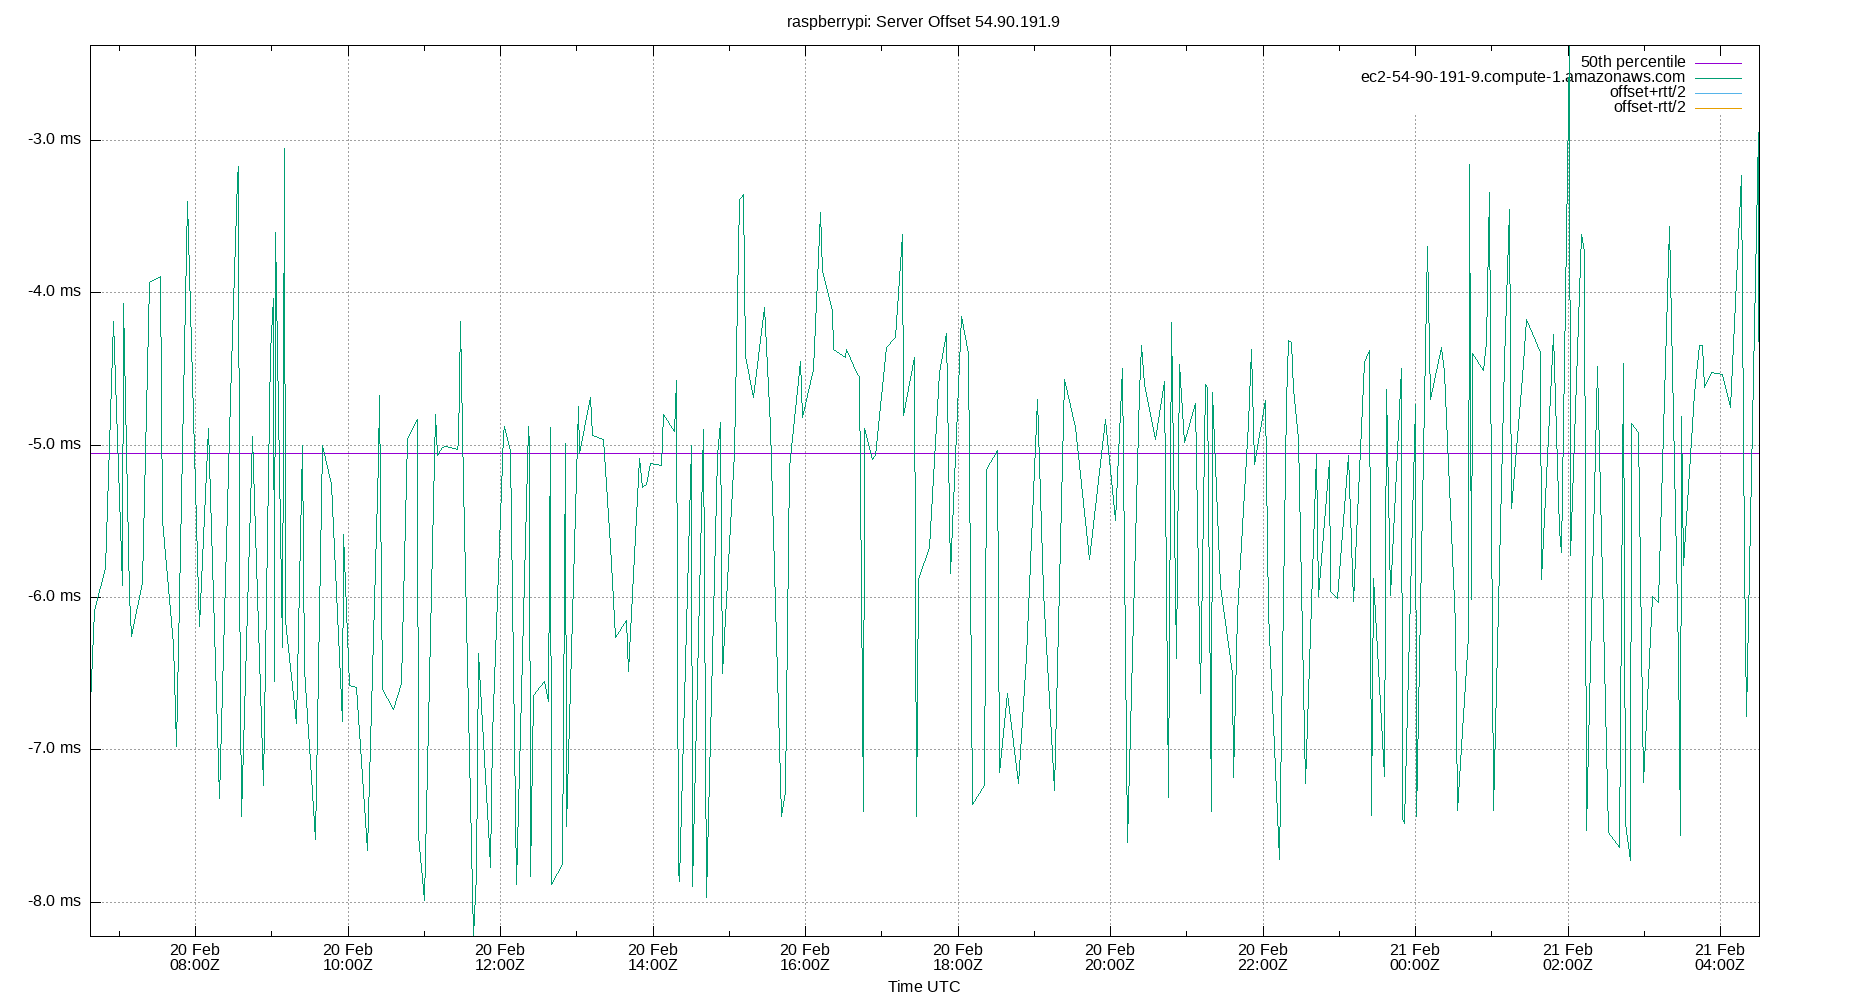 raspberrypi: Server Offset 54.90.191.9
50th percentile
ec2-54-90-191-9.compute-1.amazonaws.com
offset+rtt/2
offset-rtt/2
-3.0 ms
-4.0 ms
-5.0 ms
-6.0 ms
-7.0 ms
-8.0 ms
20 Feb 20 Feb 20 Feb 20 Feb 20 Feb 20 Feb 20 Feb 20 Feb 21 Feb 21 Feb 21 Feb
08:00Z 10:00Z 12:00Z 14:00Z 16:00Z 18:00Z 20:00Z 22:00Z 00:00Z 02:00Z 04:00Z
Time UTC